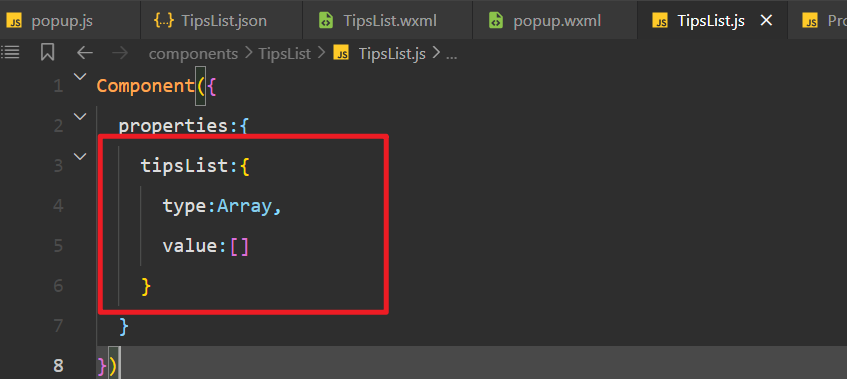 JS popup.js {·} TipsList.json TipsList.wxml popup.wxml JS TipsList.js × JS
components > TipsList > JS TipsList.js > ...
1 Component({
2 properties:{
3 tipsList:{
4 type:Array,
5 value:[]
6 }
7 }
8 })